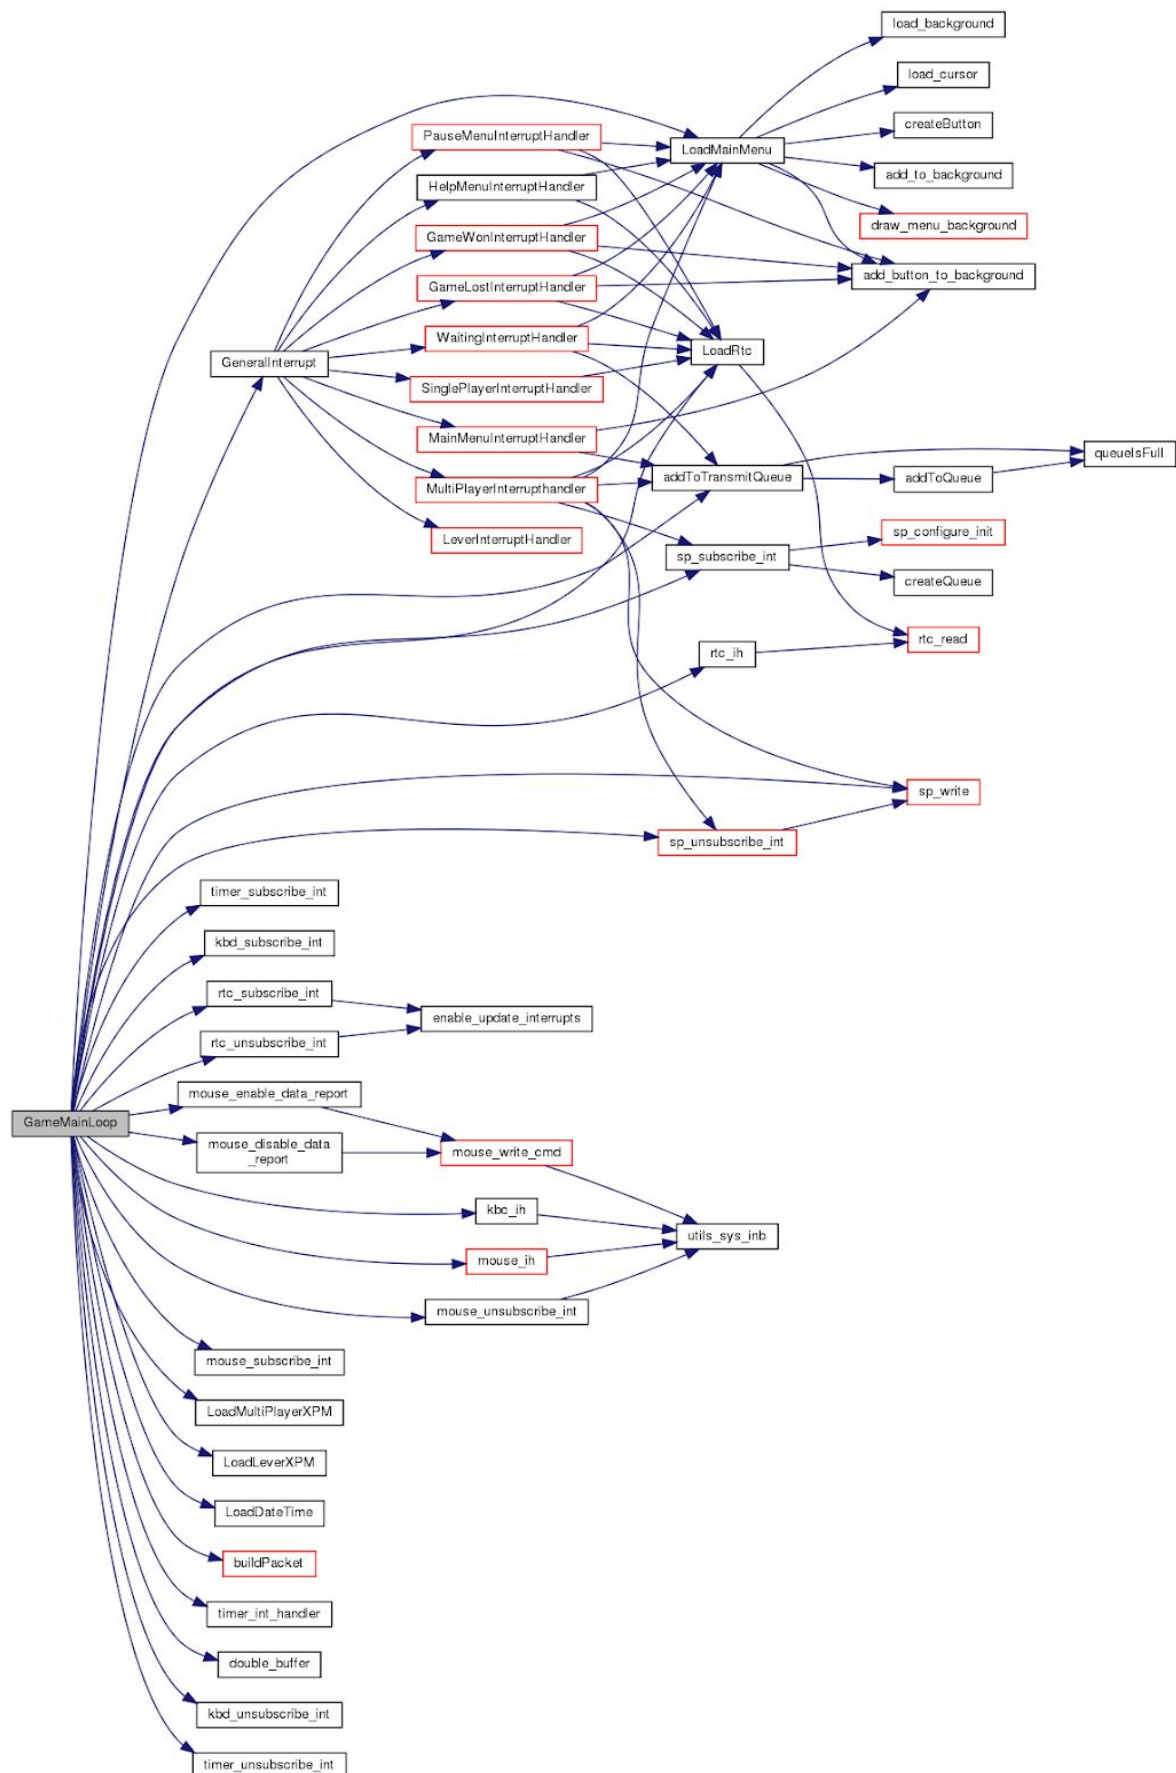 load_background
load_cursor
createButton
PauseMenuInterruptHandler
LoadMainMenu
add_to_background
HelpMenuInterruptHandler
draw_menu_background
GameWonInterruptHandler
add_button_to_background
GameLostInterruptHandler
WaitingInterruptHandler
LoadRtc
GeneralInterrupt
SinglePlayerInterruptHandler
MainMenuInterruptHandler
queueIsFull
addToTransmitQueue
addToQueue
MultiPlayerInterrupthandler
sp_configure_init
LeverInterruptHandler
sp_subscribe_int
createQueue
rtc_read
rtc_ih
sp_write
sp_unsubscribe_int
timer_subscribe_int
kbd_subscribe_int
rtc_subscribe_int
enable_update_interrupts
rtc_unsubscribe_int
mouse_enable_data_report
GameMainLoop
mouse_disable_data
_report
mouse_write_cmd
kbc_ih
utils_sys_inb
mouse_ih
mouse_unsubscribe_int
mouse_subscribe_int
LoadMultiPlayerXPM
LoadLeverXPM
LoadDateTime
buildPacket
timer_int_handler
double_buffer
kbd_unsubscribe_int
timer_unsubscribe_int